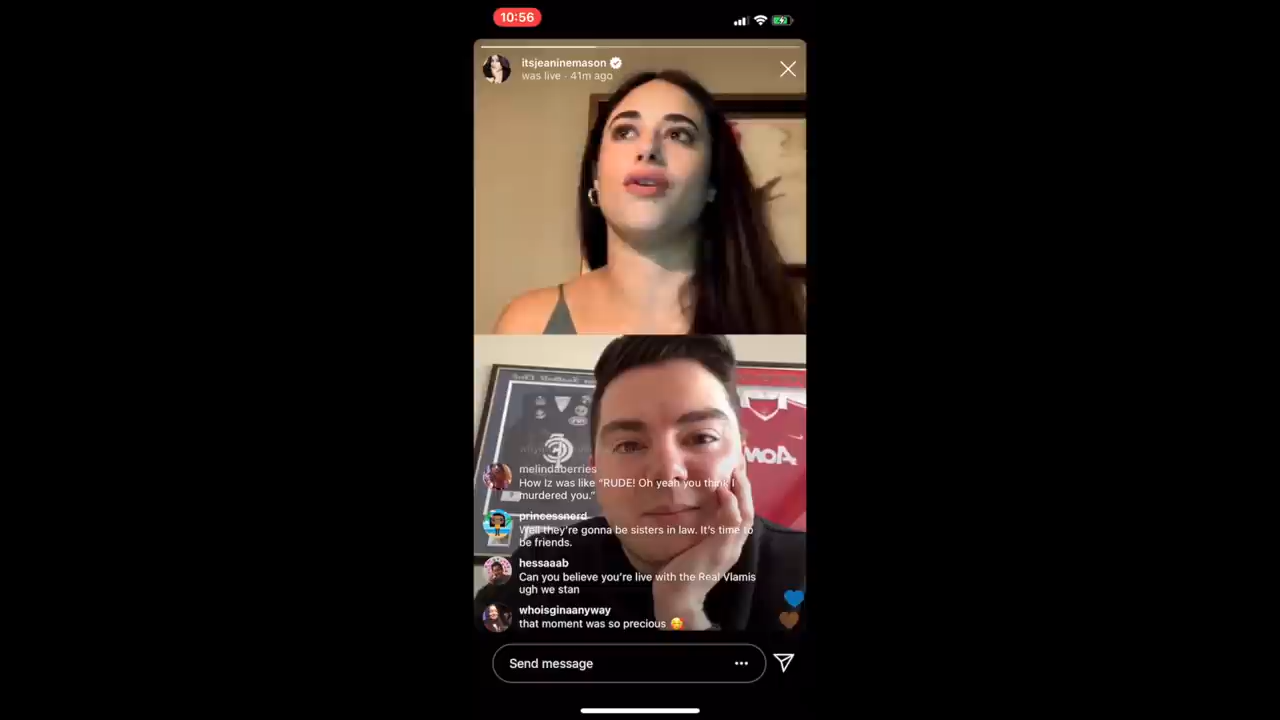 10:56
itsjeaninemason
was live · 41m ago
melindaberries
How Iz was like “RUDE! Oh yeah you think I
murdered you.”
princessnerd
Well they're gonna be sisters in law. It's time to
be friends.
hessaaab
Can you believe you're live with the Real Vlamis
ugh we stan
whoisginaanyway
that moment was so precious 🥰
Send message